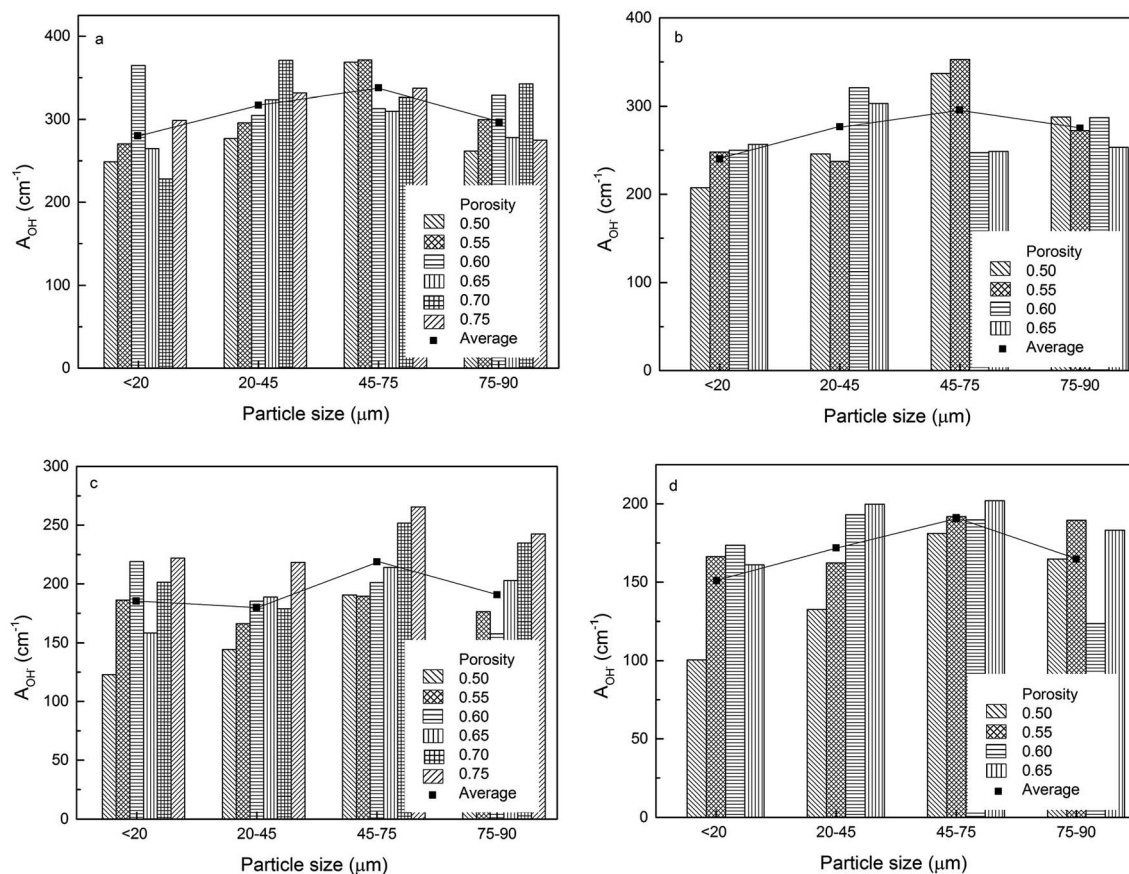 a
400
300
200
100
0
A_OH⁻ (cm⁻¹)
Porosity
0.50
0.55
0.60
0.65
0.70
0.75
Average
<20 20-45 45-75 75-90
Particle size (μm)
b
400
300
200
100
0
A_OH⁻ (cm⁻¹)
Porosity
0.50
0.55
0.60
0.65
Average
<20 20-45 45-75 75-90
Particle size (μm)
c
300
250
200
150
100
50
0
A_OH⁻ (cm⁻¹)
Porosity
0.50
0.55
0.60
0.65
0.70
0.75
Average
<20 20-45 45-75 75-90
Particle size (μm)
d
200
150
100
50
0
A_OH⁻ (cm⁻¹)
Porosity
0.50
0.55
0.60
0.65
Average
<20 20-45 45-75 75-90
Particle size (μm)